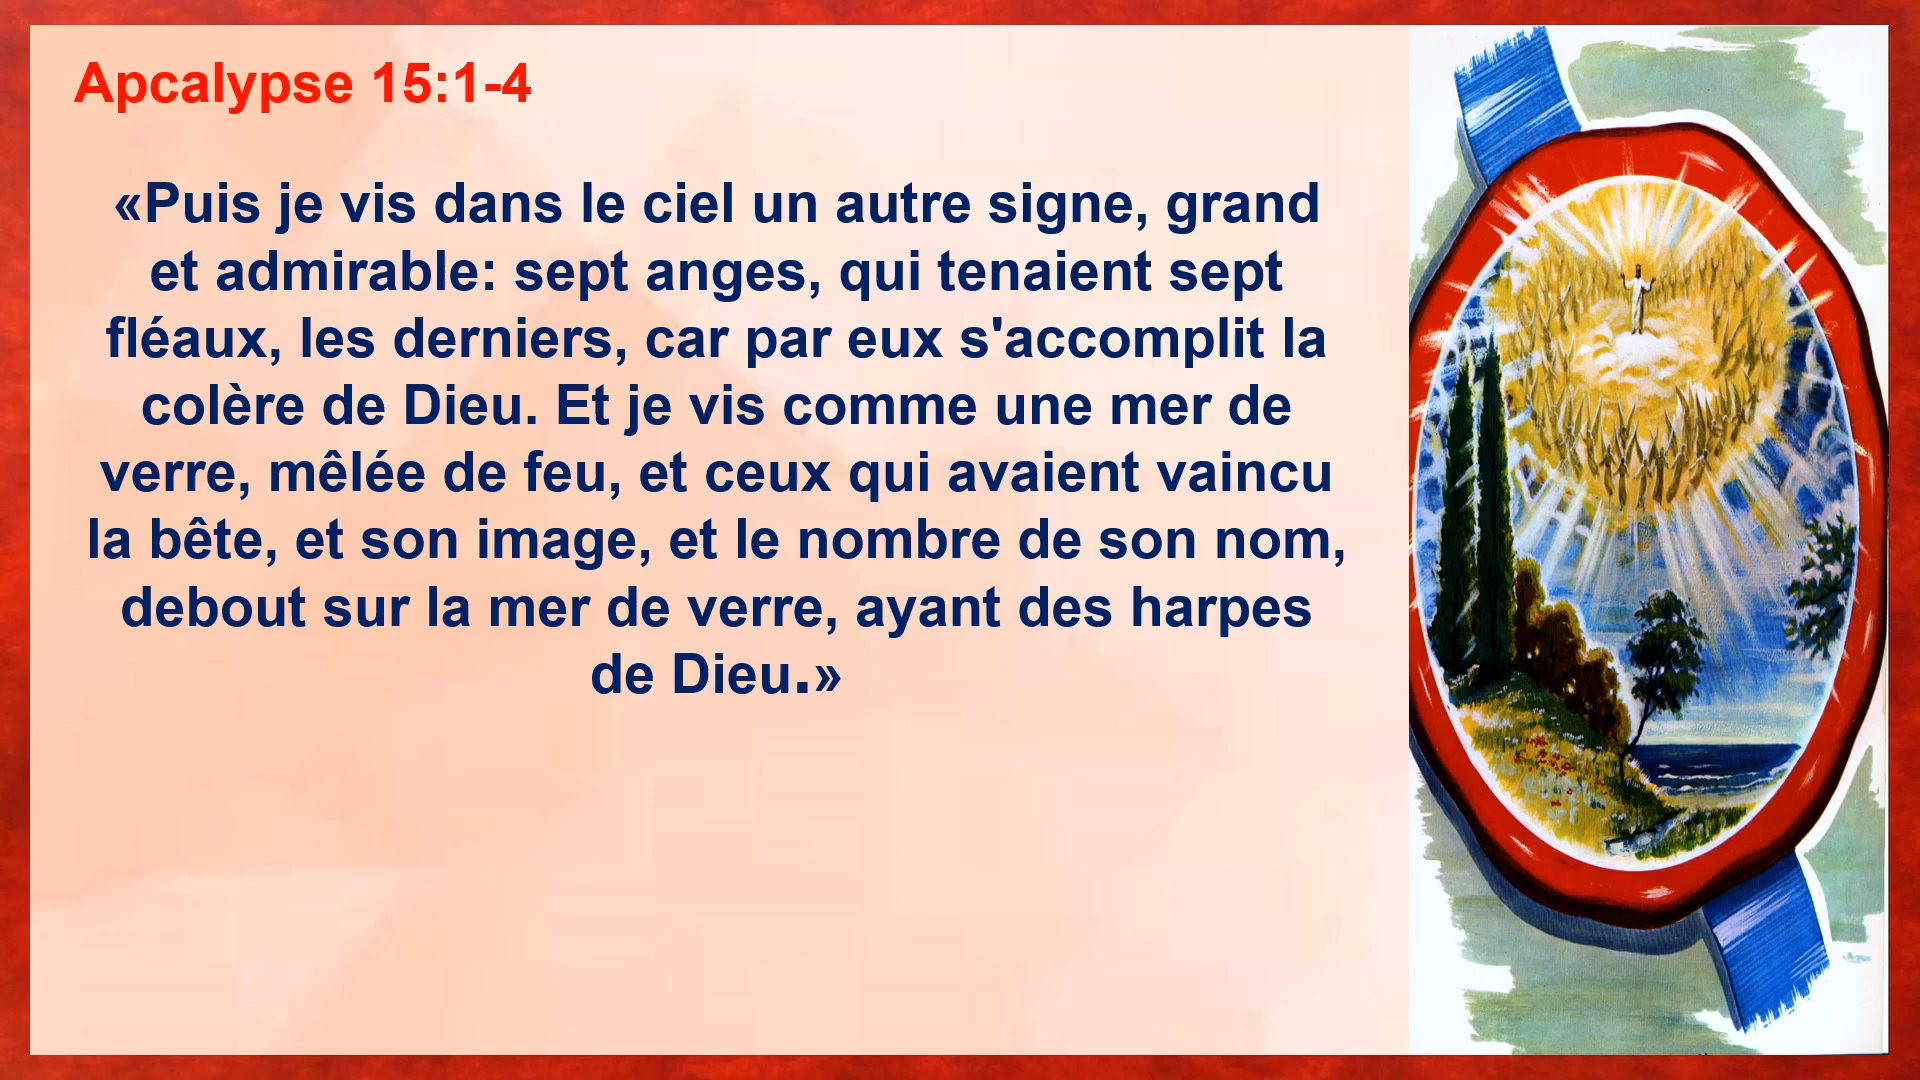 Apcalypse 15:1-4
«Puis je vis dans le ciel un autre signe, grand
et admirable: sept anges, qui tenaient sept
fléaux, les derniers, car par eux s'accomplit la
colère de Dieu. Et je vis comme une mer de
verre, mêlée de feu, et ceux qui avaient vaincu
la bête, et son image, et le nombre de son nom,
debout sur la mer de verre, ayant des harpes
de Dieu.»